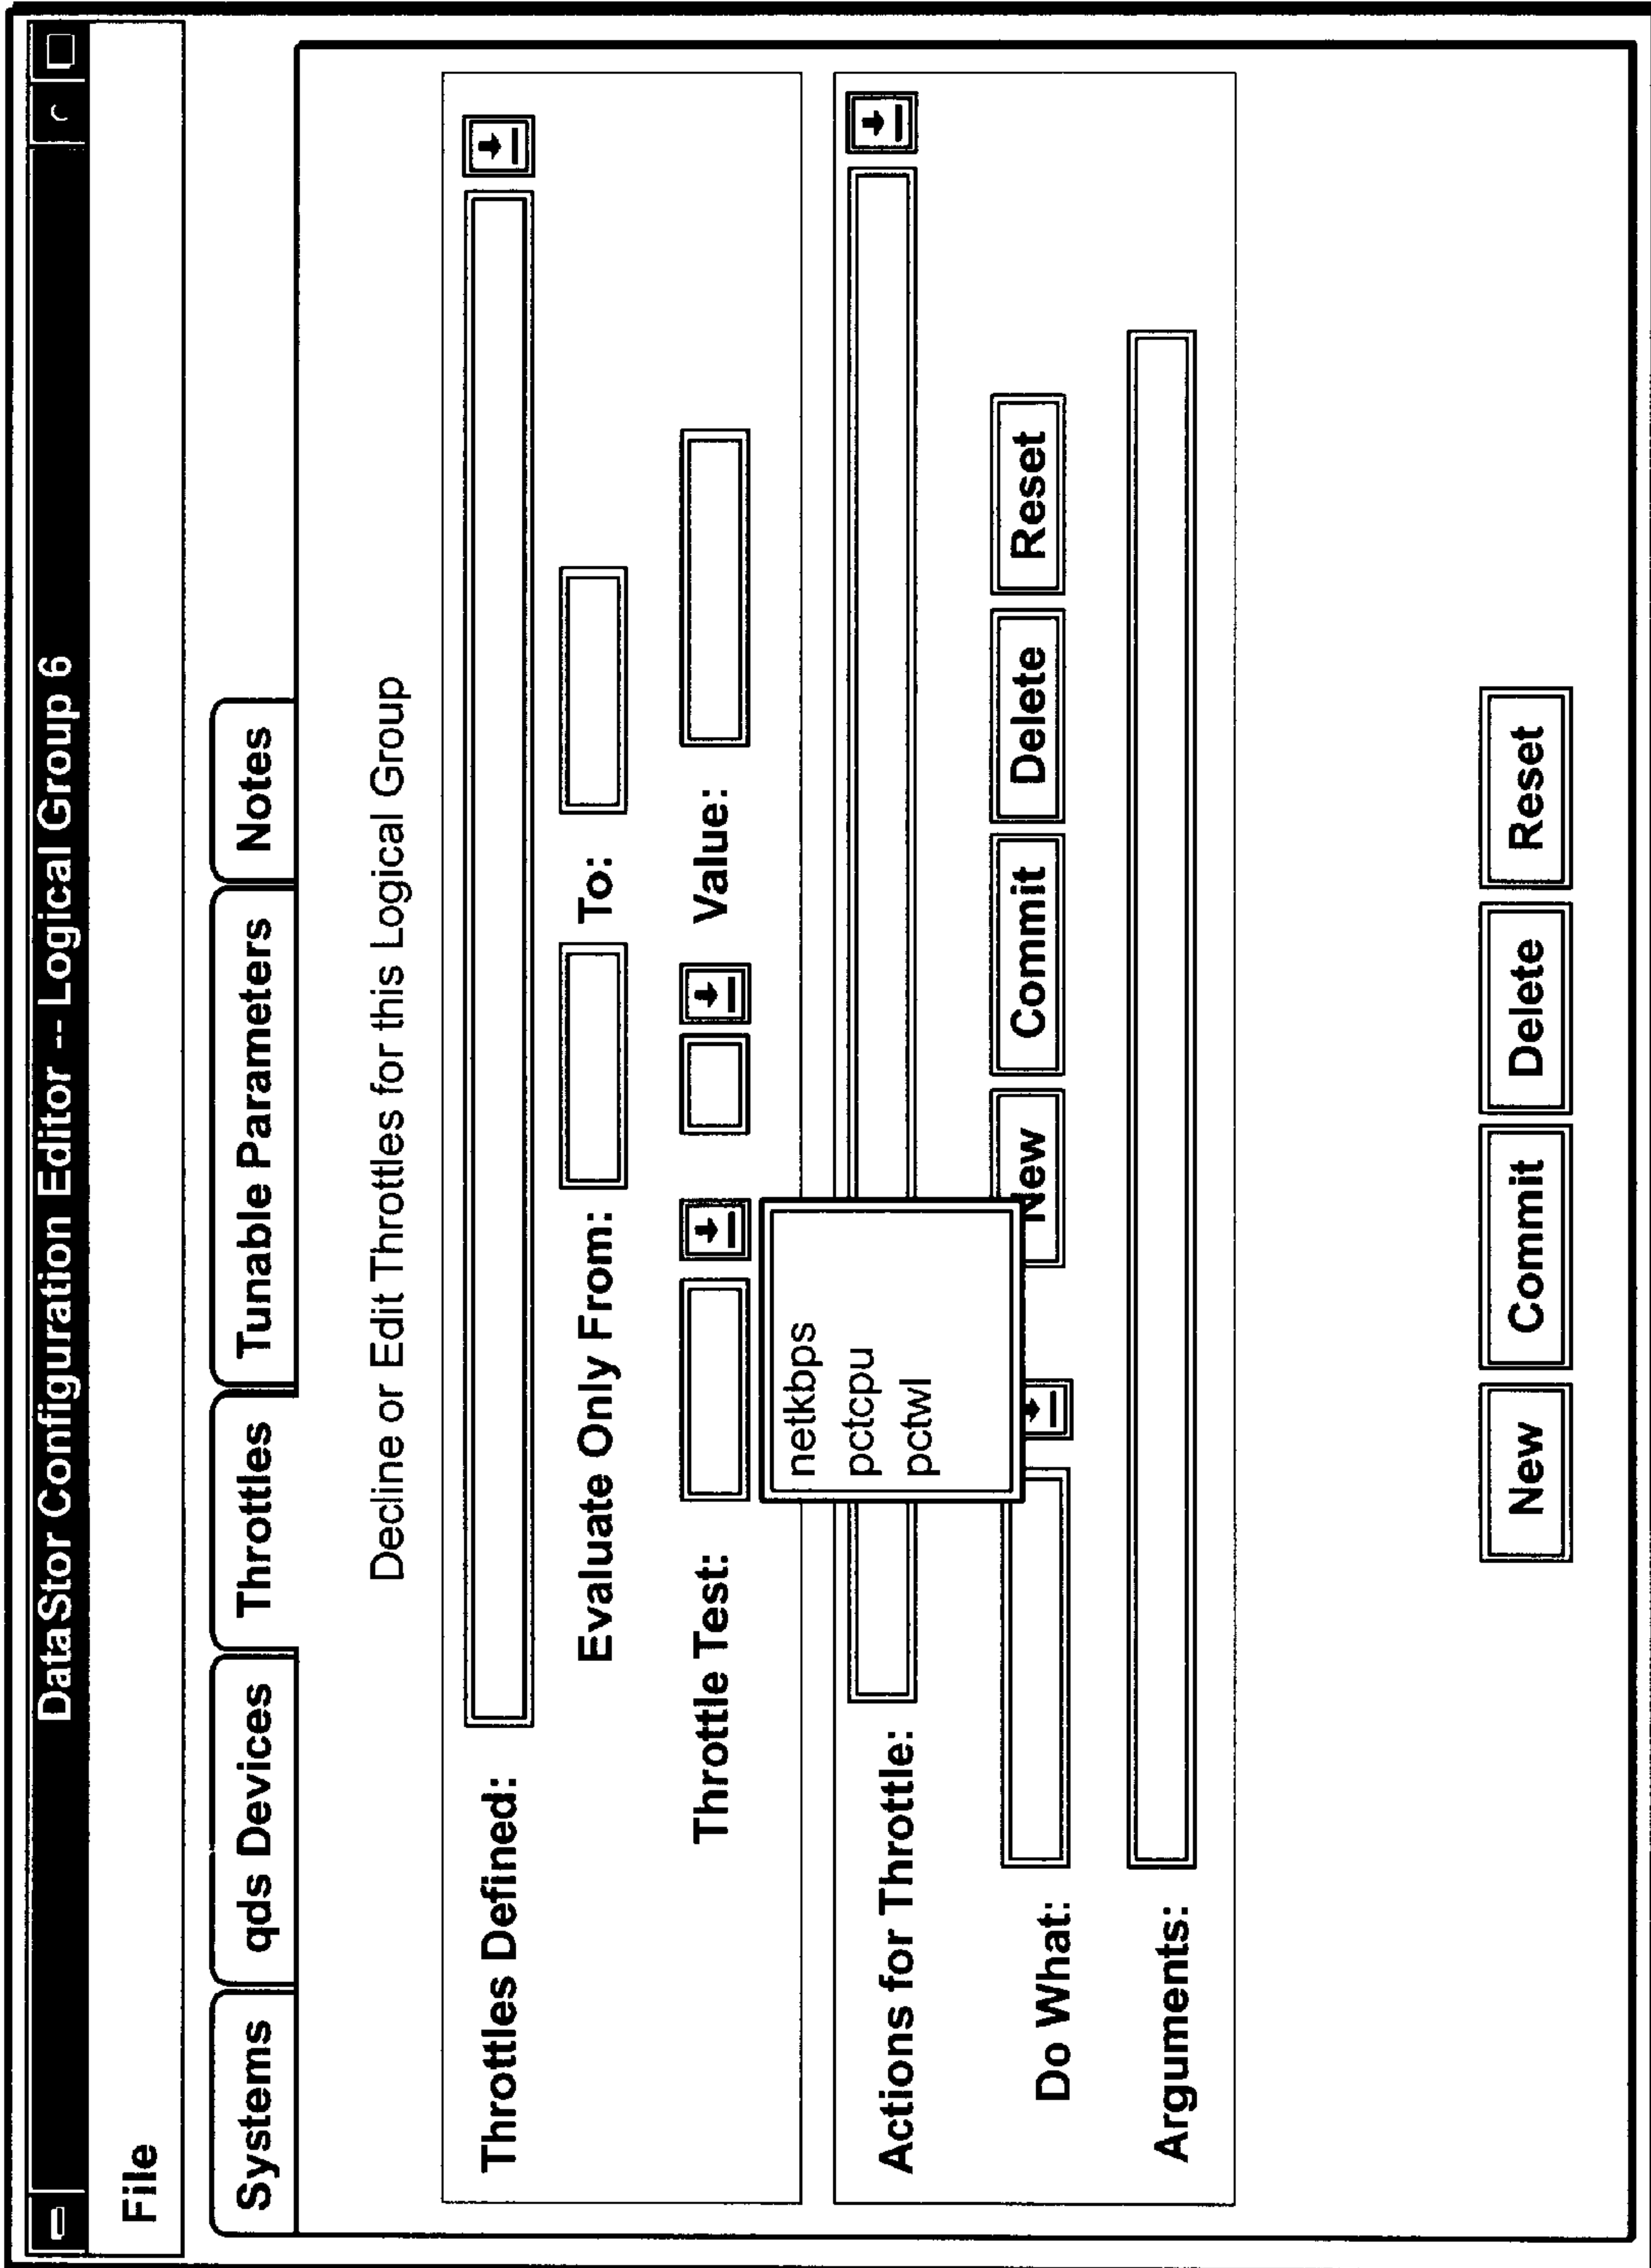 DataStor Configuration Editor -- Logical Group 6
File
Systems qds Devices Throttles Tunable Parameters Notes
Decline or Edit Throttles for this Logical Group
Throttles Defined:
Evaluate Only From: To:
Throttle Test: Value:
netkbps
pctcpu
pctwl
Actions for Throttle:
Do What: New Commit Delete Reset
Arguments:
New Commit Delete Reset